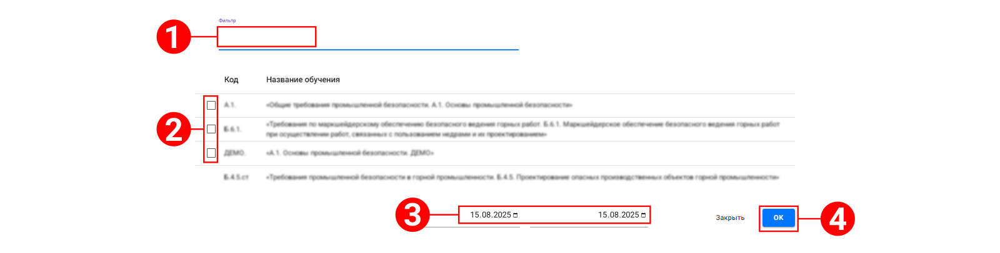 Фильтр
1
Код Название обучения
А.1. «Общие требования промышленной безопасности. А.1. Основы промышленной безопасности»
2
Б.6.1. «Требования по маркшейдерскому обеспечению безопасного ведения горных работ. Б.6.1. Маркшейдерское обеспечение безопасного ведения горных работ
при осуществлении работ, связанных с пользованием недрами и их проектированием»
ДЕМО. «А.1. Основы промышленной безопасности. ДЕМО»
Б.4.5.ст «Требования промышленной безопасности в горной промышленности. Б.4.5. Проектирование опасных производственных объектов горной промышленности»
3 15.08.2025 15.08.2025 Закрыть OK 4